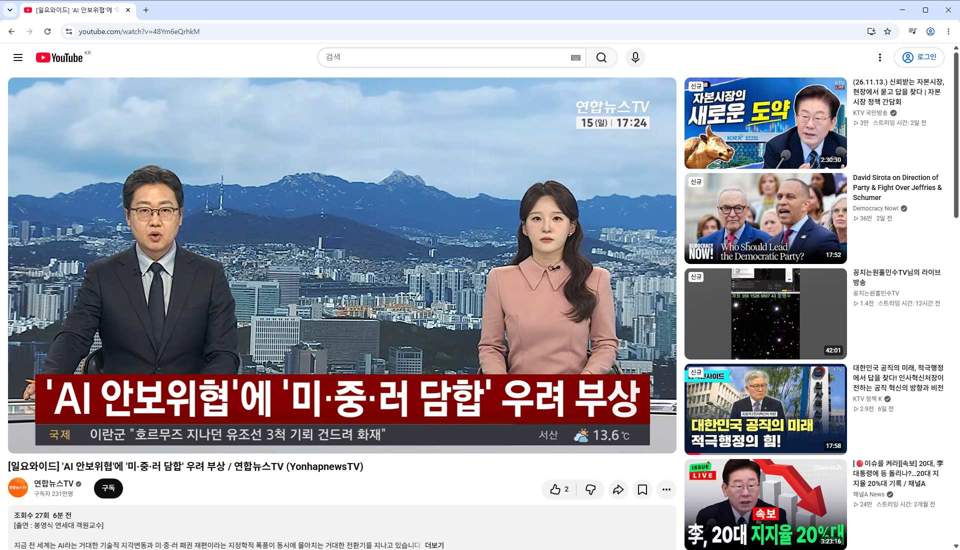 [일요와이드] 'AI 안보위협'에 '미
youtube.com/watch?v=48Ym6eQrhkM
YouTube KR
검색
로그인
연합뉴스TV
15(일) 17:24
'AI 안보위협'에 '미·중·러 담합' 우려 부상
국제 이란군 "호르무즈 지나던 유조선 3척 기뢰 건드려 화재" 서산 13.6℃
[일요와이드] 'AI 안보위협'에 '미·중·러 담합' 우려 부상 / 연합뉴스TV (YonhapnewsTV)
연합뉴스TV
구독자 231만명
구독
2
조회수 27회 6분 전
[출연 : 봉영식 연세대 객원교수]
지금 전 세계는 AI라는 거대한 기술적 지각변동과 미·중·러 패권 재편이라는 지정학적 폭풍이 동시에 몰아치는 거대한 전환기를 지나고 있습니다 더보기
신규
자본시장의
새로운 도약
2:30:30
(26.11.13.) 신뢰받는 자본시장,
현장에서 묻고 답을 찾다 | 자본
시장 정책 간담회
KTV 국민방송
3만 스트리밍 시간: 2일 전
신규
DEMOCRACY NOW!
Who Should Lead
the Democratic Party?
17:52
David Sirota on Direction of
Party & Fight Over Jeffries &
Schumer
Democracy Now!
36만 2일 전
신규
42:01
꽁치는원폴인수TV님의 라이브
방송
꽁치는원폴인수TV
1.4천 스트리밍 시간: 12시간 전
신규
사이드
대한민국 공직의 미래
적극행정의 힘!
17:58
대한민국 공직의 미래, 적극행정
에서 답을 찾다! 인사혁신처장이
전하는 공직 혁신의 방향과 비전
KTV 정책 K
2.9천 6일 전
ISSUE
LIVE
속보
李, 20대 지지율 20%대
3:23:16
[🔴이슈를 켜라][속보] 20대, 李
대통령에 등 돌리나?…20대 지
지율 20%대 기록 / 채널A
채널A News
24만 스트리밍 시간: 2개월 전